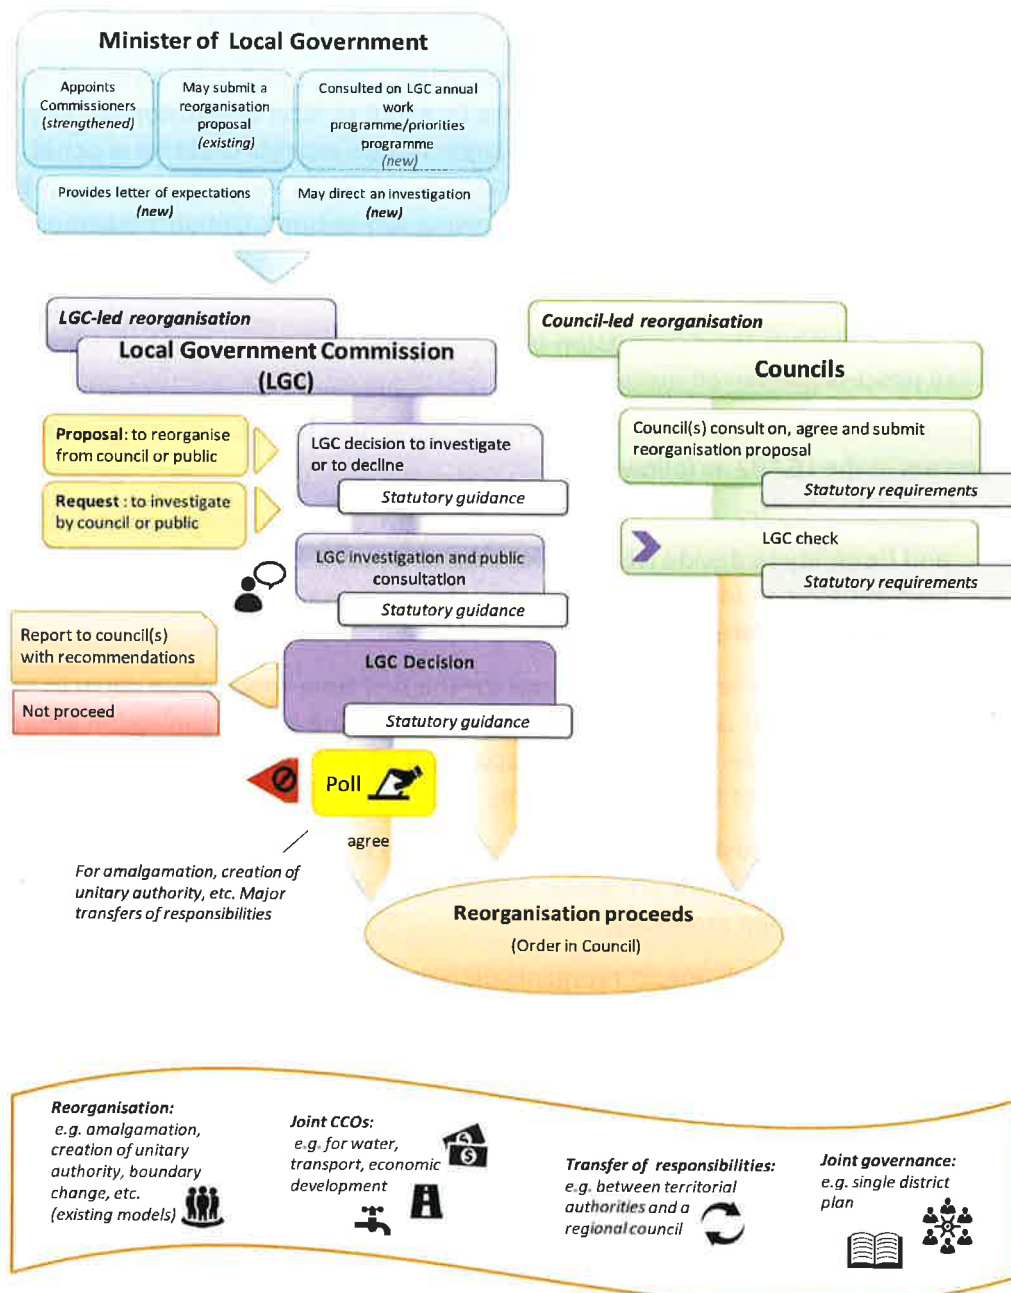 Minister of Local Government
Appoints
Commissioners
(strengthened)
May submit a
reorganisation
proposal
(existing)
Consulted on LGC annual
work
programme/priorities
programme
(new)
Provides letter of expectations
(new)
May direct an investigation
(new)
LGC-led reorganisation
Local Government Commission
(LGC)
Proposal: to reorganise
from council or public
Request : to investigate
by council or public
LGC decision to investigate
or to decline
Statutory guidance
LGC investigation and public
consultation
Statutory guidance
Report to council(s)
with recommendations
Not proceed
LGC Decision
Statutory guidance
Poll
agree
For amalgamation, creation of
unitary authority, etc. Major
transfers of responsibilities
Council-led reorganisation
Councils
Council(s) consult on, agree and submit
reorganisation proposal
Statutory requirements
LGC check
Statutory requirements
Reorganisation proceeds
(Order in Council)
Reorganisation:
e.g. amalgamation,
creation of unitary
authority, boundary
change, etc.
(existing models)
Joint CCOs:
e.g. for water,
transport, economic
development
Transfer of responsibilities:
e.g. between territorial
authorities and a
regional council
Joint governance:
e.g. single district
plan